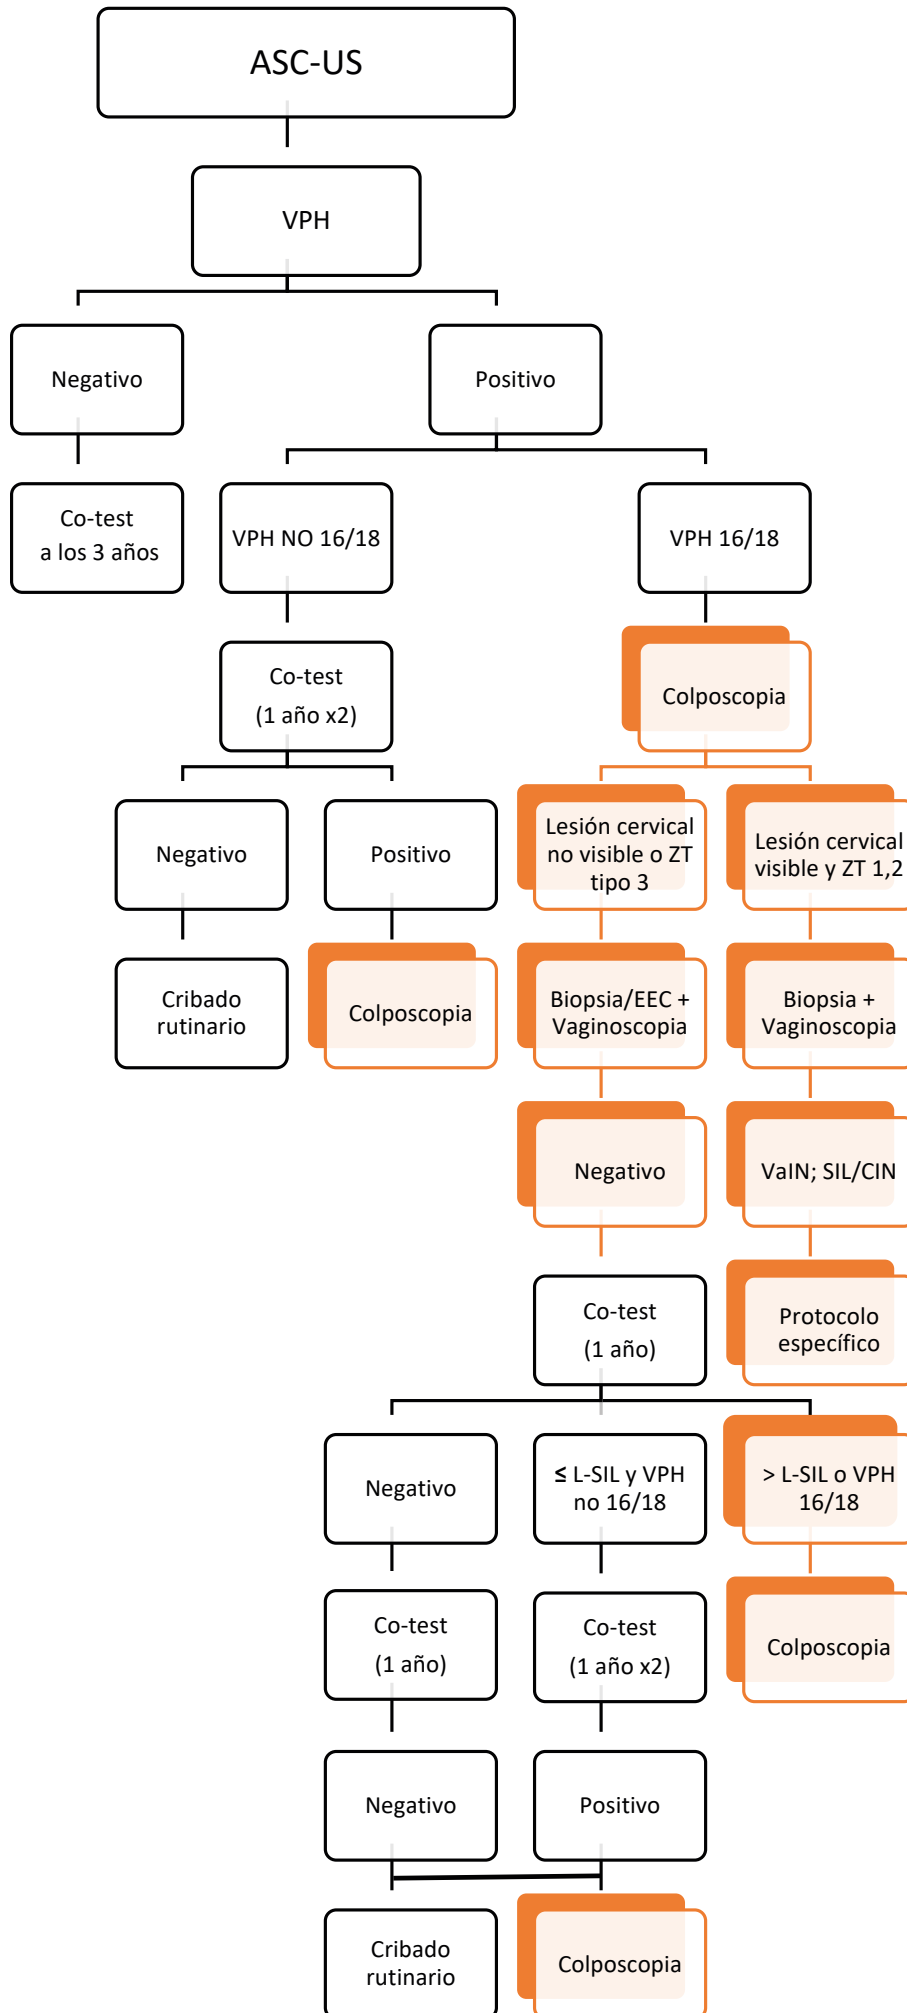 ASC-US
VPH
Negativo
Positivo
Co-test
a los 3 años
VPH NO 16/18
VPH 16/18
Co-test
(1 año x2)
Colposcopia
Negativo
Positivo
Lesión cervical
no visible o ZT
tipo 3
Lesión cervical
visible y ZT 1,2
Cribado
rutinario
Colposcopia
Biopsia/EEC +
Vaginoscopia
Biopsia +
Vaginoscopia
Negativo
VaIN; SIL/CIN
Co-test
(1 año)
Protocolo
específico
Negativo
≤ L-SIL y VPH
no 16/18
> L-SIL o VPH
16/18
Co-test
(1 año)
Co-test
(1 año x2)
Colposcopia
Negativo
Positivo
Cribado
rutinario
Colposcopia